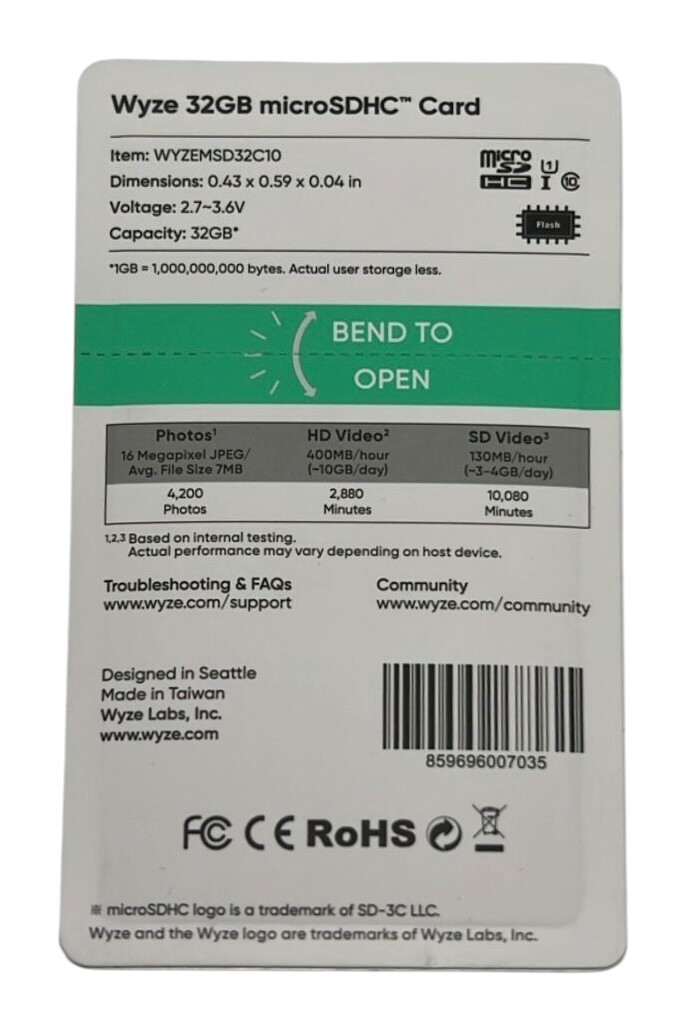 Wyze 32GB microSDHC™ Card
Item: WYZEMSD32C10
Dimensions: 0.43 x 0.59 x 0.04 in
Voltage: 2.7~3.6V
Capacity: 32GB*
micro
SD
HC
1
I
10
Flash
*1GB = 1,000,000,000 bytes. Actual user storage less.
BEND TO
OPEN
Photos¹ HD Video² SD Video³
16 Megapixel JPEG/ 400MB/hour 130MB/hour
Avg. File Size 7MB (~10GB/day) (~3-4GB/day)
4,200 2,880 10,080
Photos Minutes Minutes
1,2,3 Based on internal testing.
Actual performance may vary depending on host device.
Troubleshooting & FAQs Community
www.wyze.com/support www.wyze.com/community
Designed in Seattle
Made in Taiwan
Wyze Labs, Inc.
www.wyze.com
859696007035
FC CE RoHS
※ microSDHC logo is a trademark of SD-3C LLC.
Wyze and the Wyze logo are trademarks of Wyze Labs, Inc.